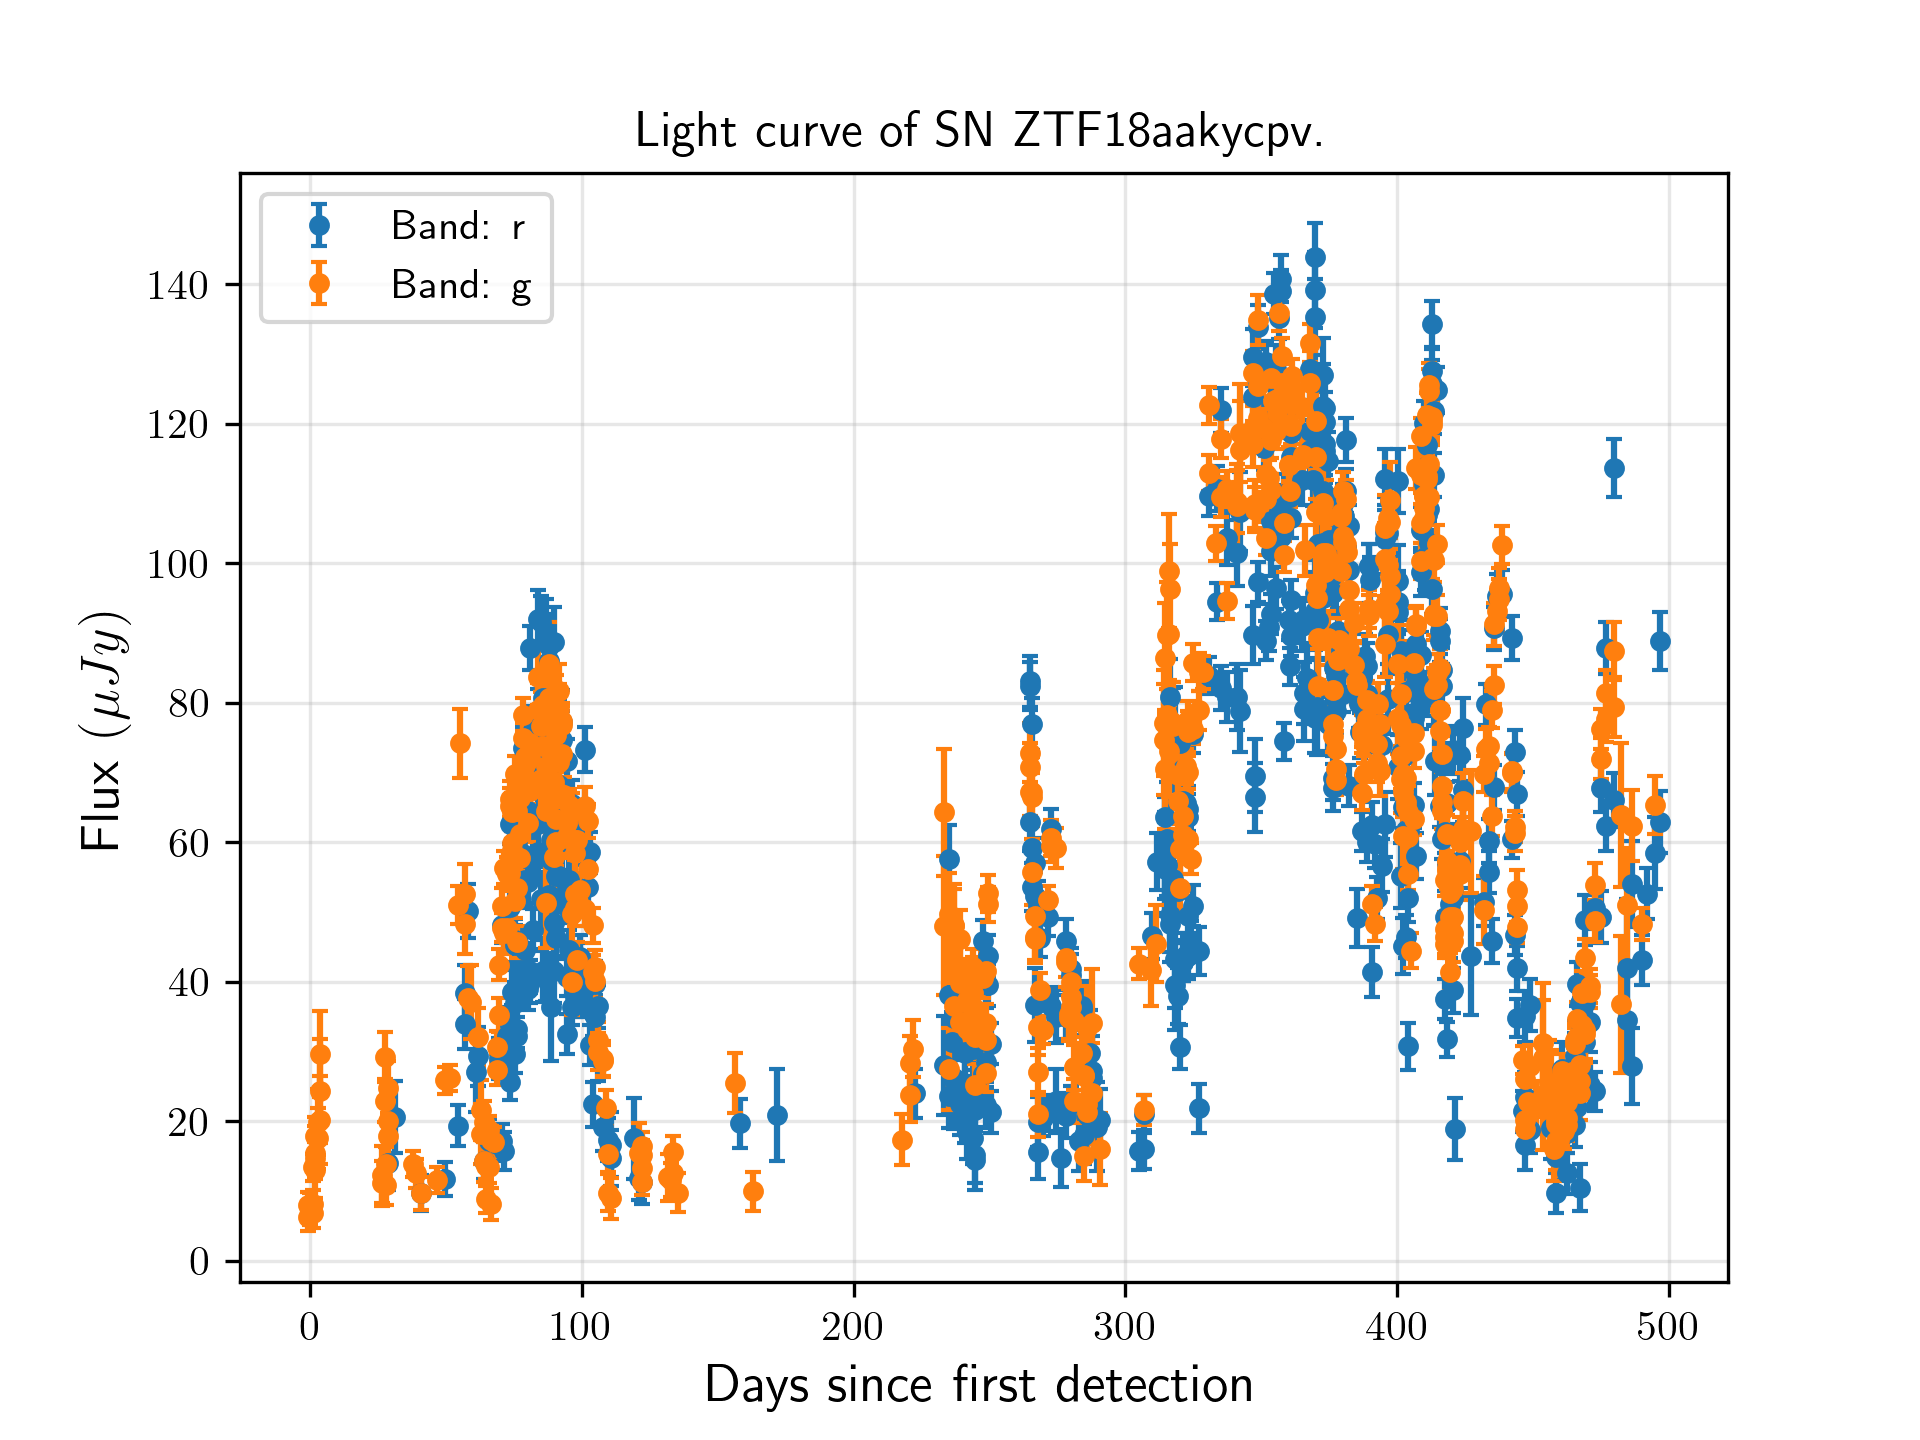 Light curve of SN ZTF18aakycpv.
Band: r
Band: g
Flux (μJy)
140
120
100
80
60
40
20
0
0 100 200 300 400 500
Days since first detection